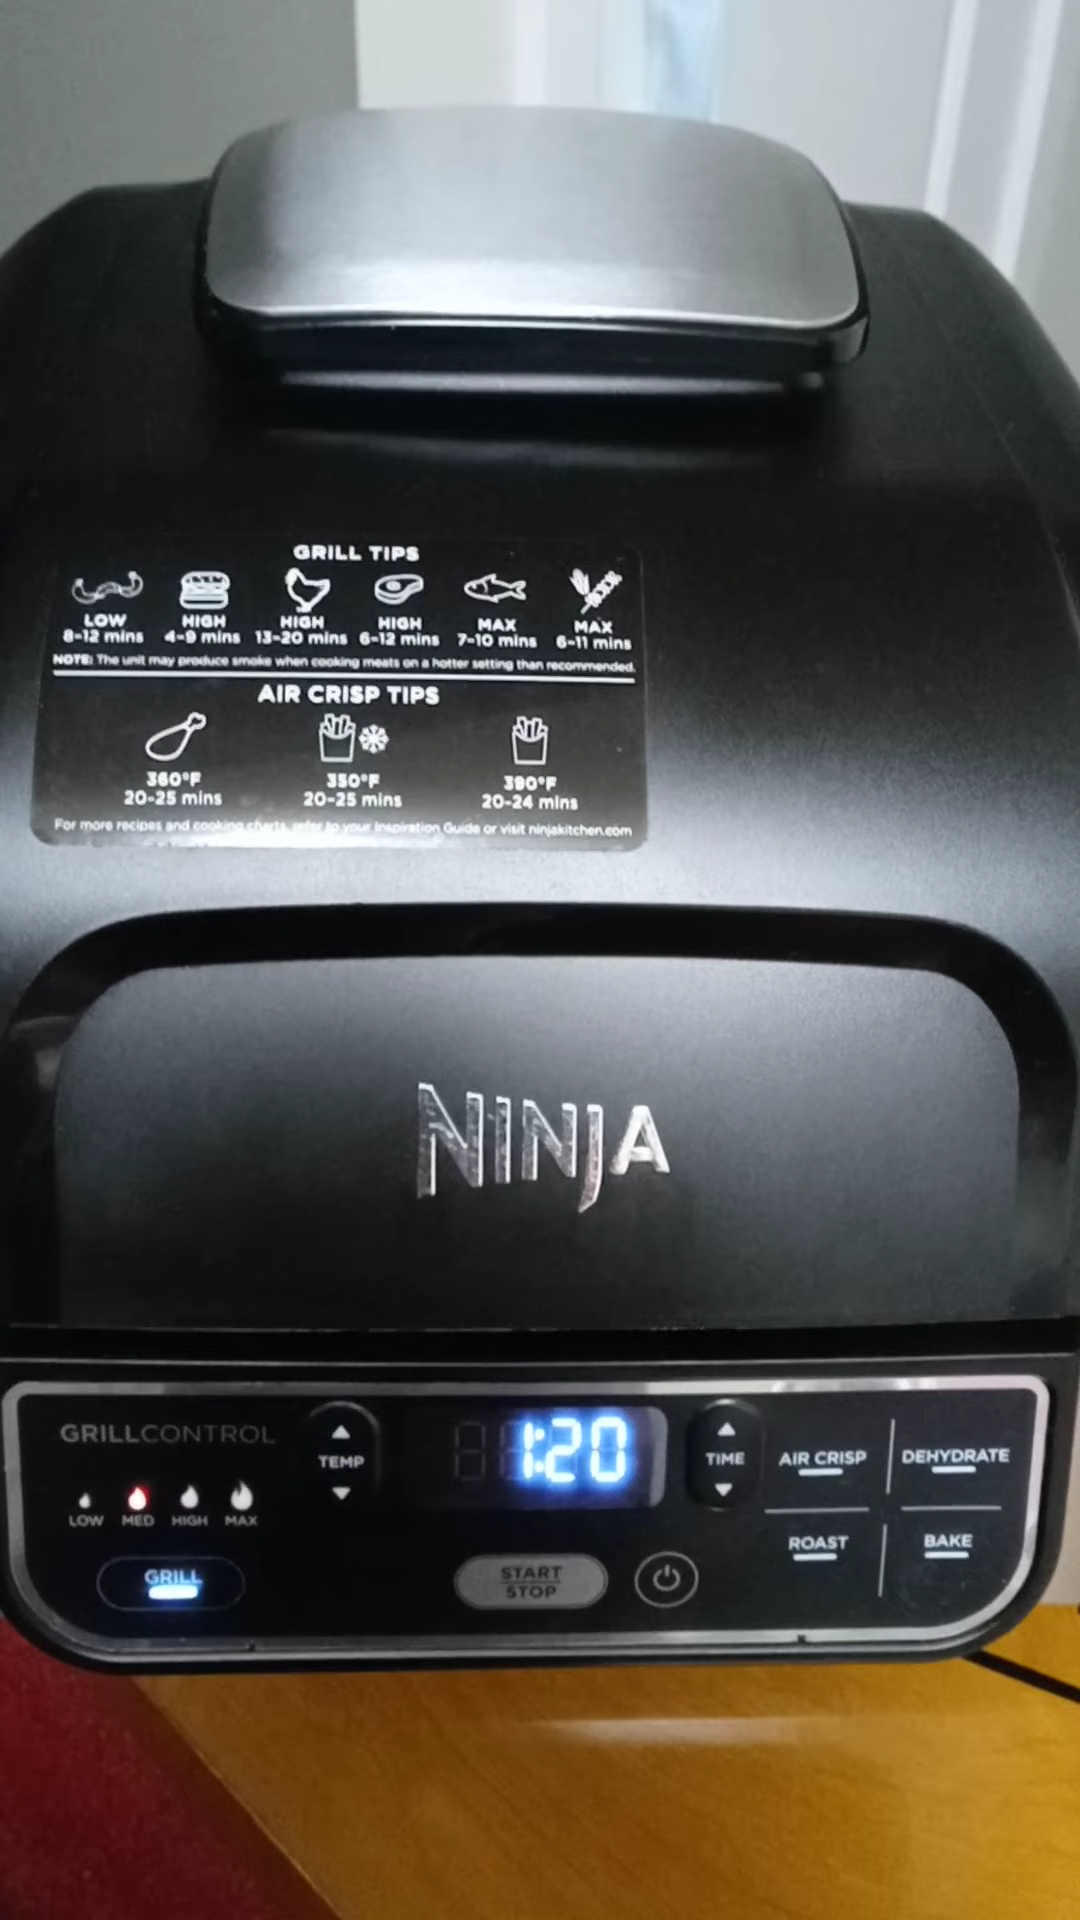 GRILL TIPS
LOW HIGH HIGH HIGH MAX MAX
8-12 mins 4-9 mins 13-20 mins 6-12 mins 7-10 mins 6-11 mins
NOTE: The unit may produce smoke when cooking meats on a hotter setting than recommended.
AIR CRISP TIPS
360°F 350°F 390°F
20-25 mins 20-25 mins 20-24 mins
For more recipes and cooking charts, refer to your Inspiration Guide or visit ninjakitchen.com
NINJA
GRILLCONTROL
TEMP
1:20
TIME
AIR CRISP
DEHYDRATE
LOW MED HIGH MAX
ROAST
BAKE
GRILL
START
STOP